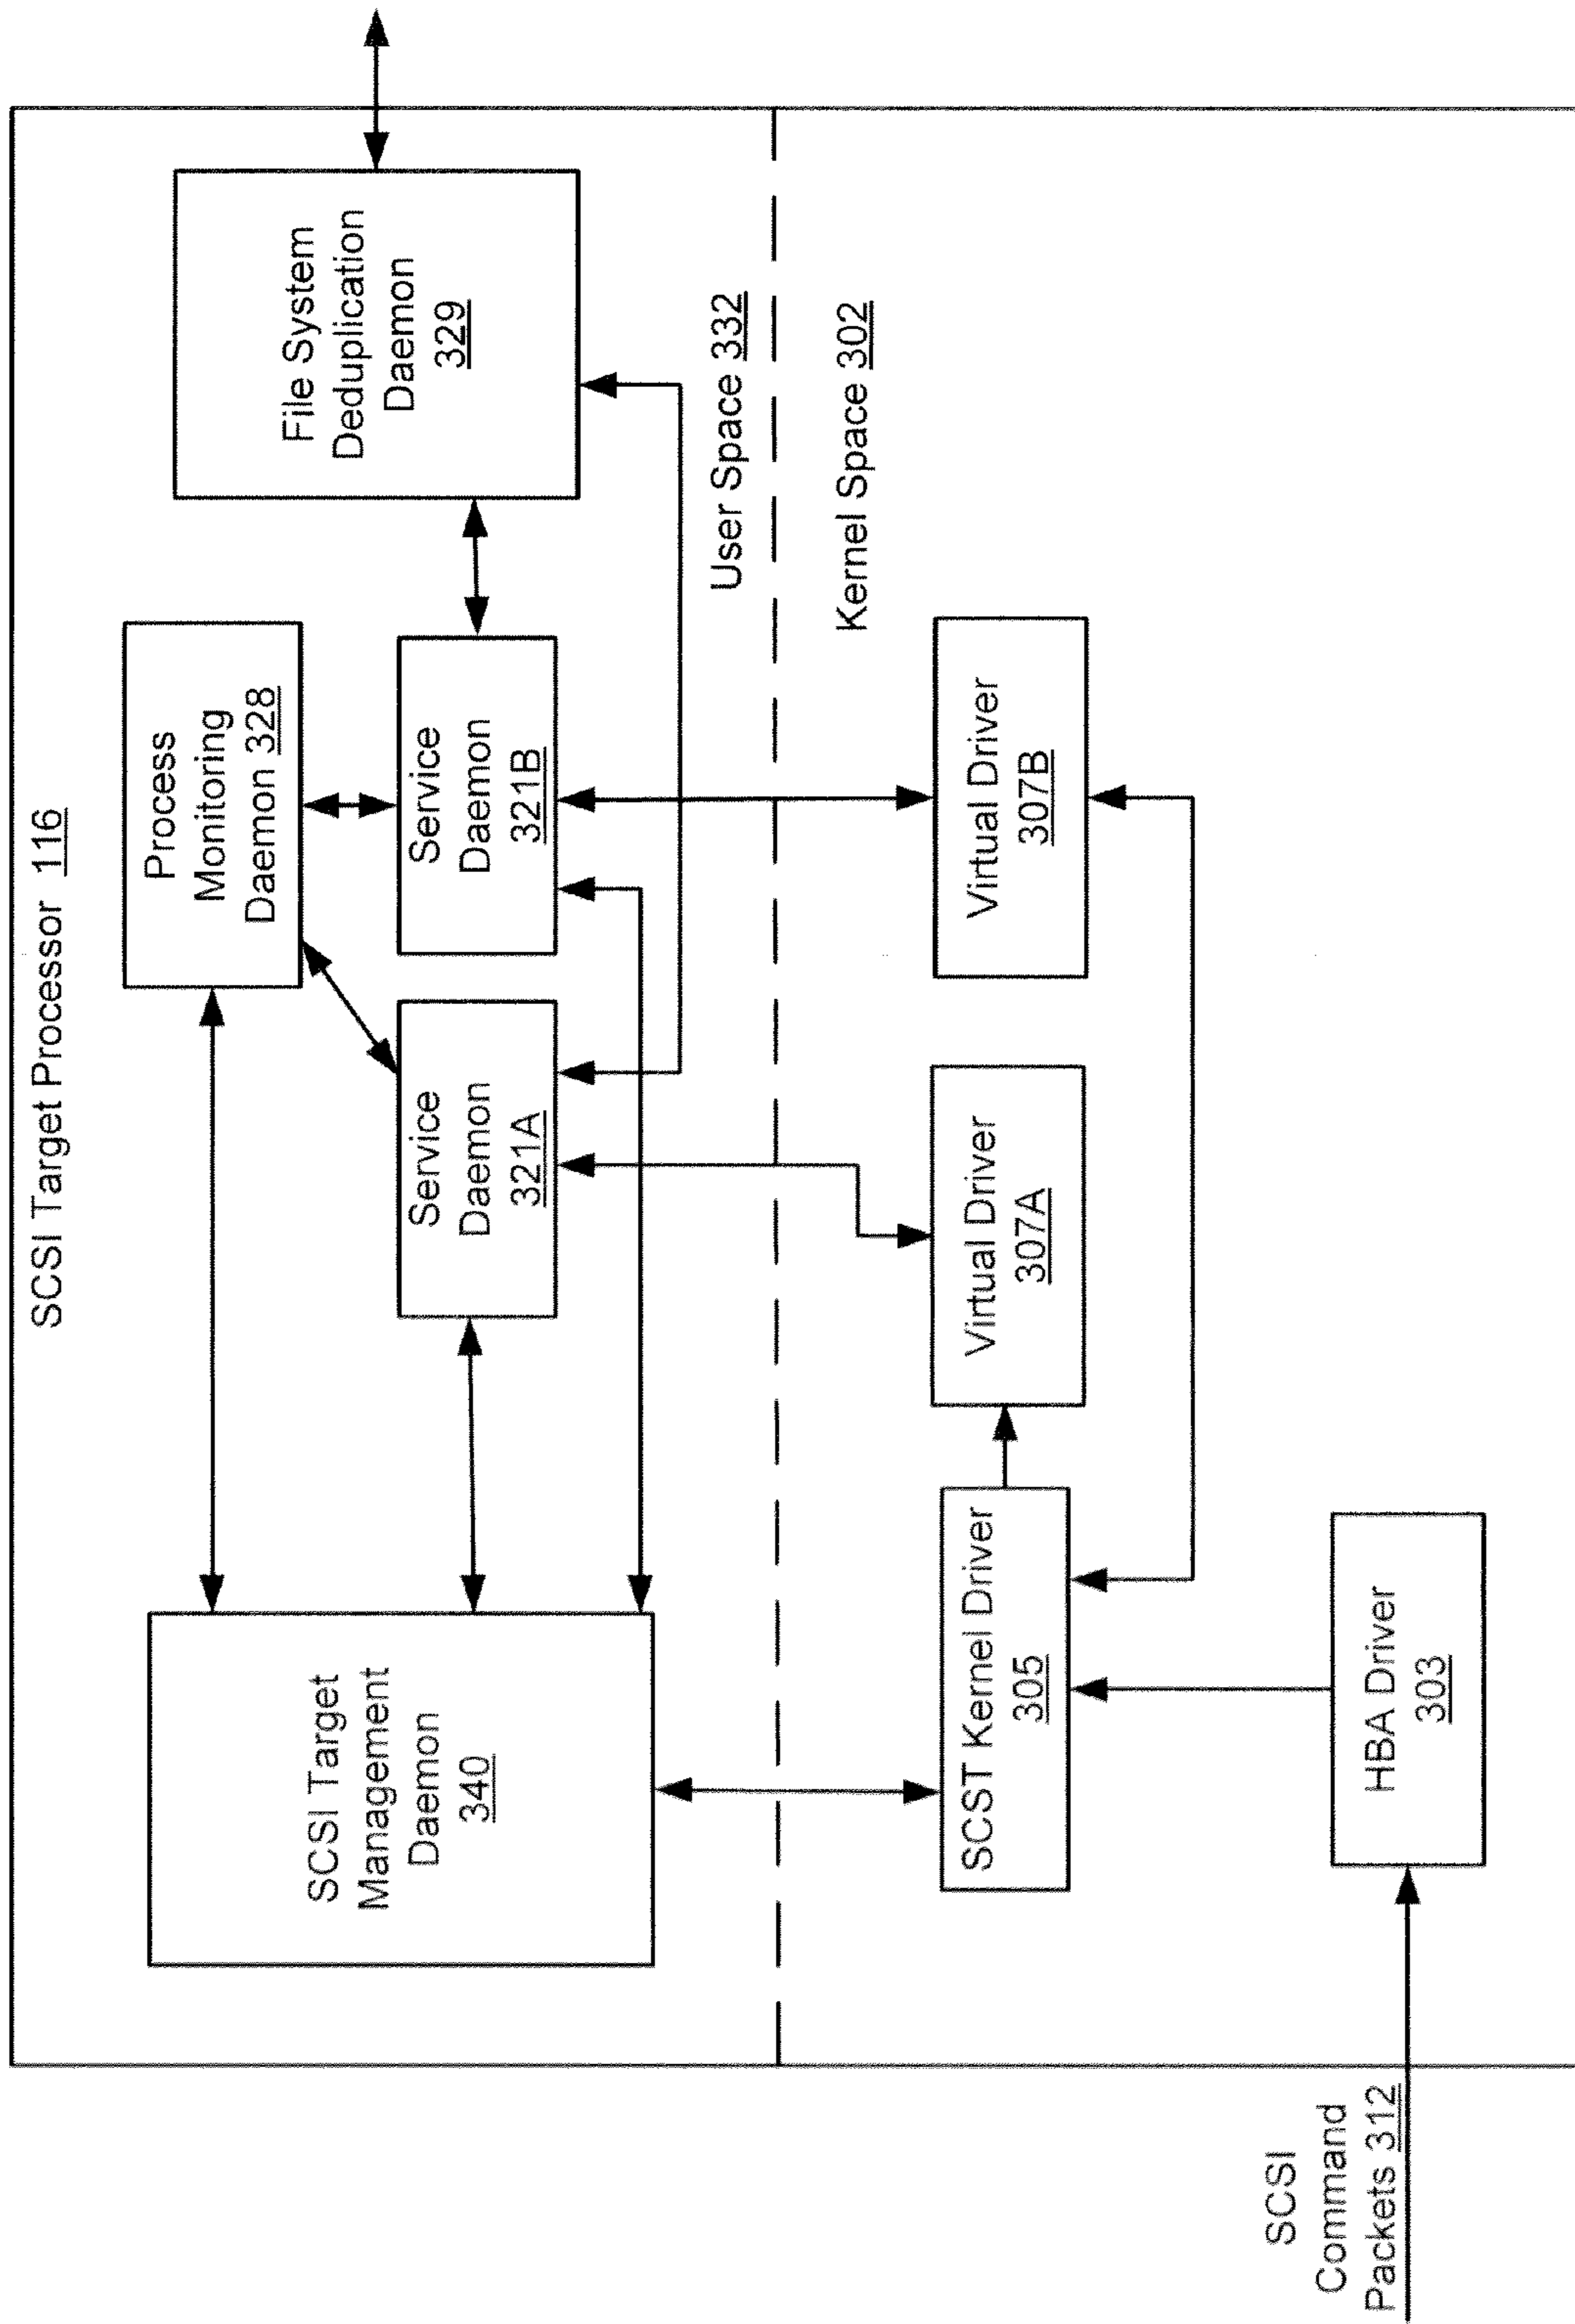 SCSI Target Processor 116
SCSI Target
Management
Daemon
340
Process
Monitoring
Daemon 328
Service
Daemon
321A
Service
Daemon
321B
File System
Deduplication
Daemon
329
User Space 332
Kernel Space 302
SCST Kernel Driver
305
Virtual Driver
307A
Virtual Driver
307B
HBA Driver
303
SCSI
Command
Packets 312